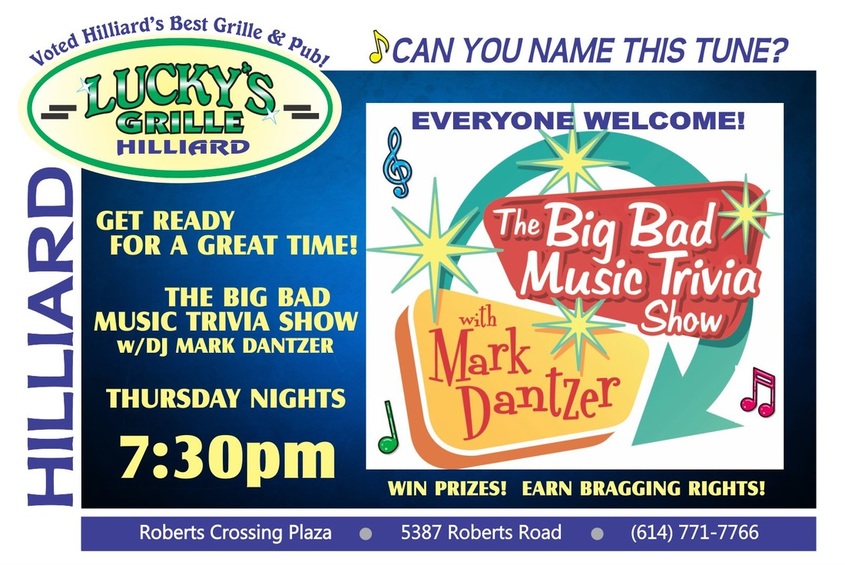 Voted Hilliard's Best Grille & Pub!
LUCKY'S
GRILLE
HILLIARD
CAN YOU NAME THIS TUNE?
HILLIARD
GET READY
FOR A GREAT TIME!
THE BIG BAD
MUSIC TRIVIA SHOW
W/DJ MARK DANTZER
THURSDAY NIGHTS
7:30pm
EVERYONE WELCOME!
The Big Bad
Music Trivia
Show
with
Mark
Dantzer
WIN PRIZES! EARN BRAGGING RIGHTS!
Roberts Crossing Plaza ● 5387 Roberts Road ● (614) 771-7766